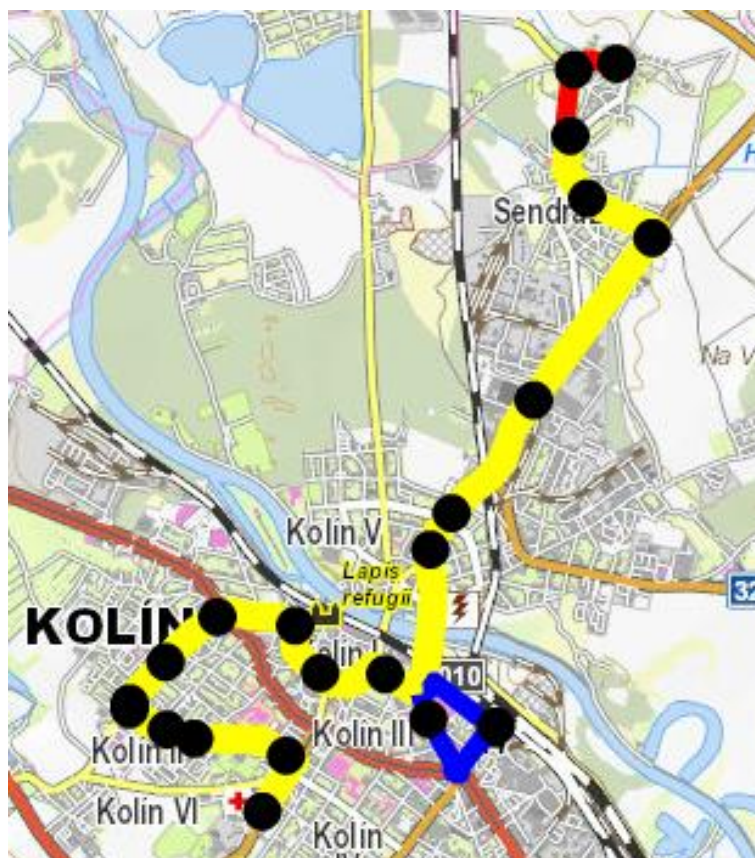 Sendraž
Na V
Kolín V
Lapis
refugii
32
KOLÍN
Kolín I
010
Kolín III
Kolín II
Kolín VI
Kolín